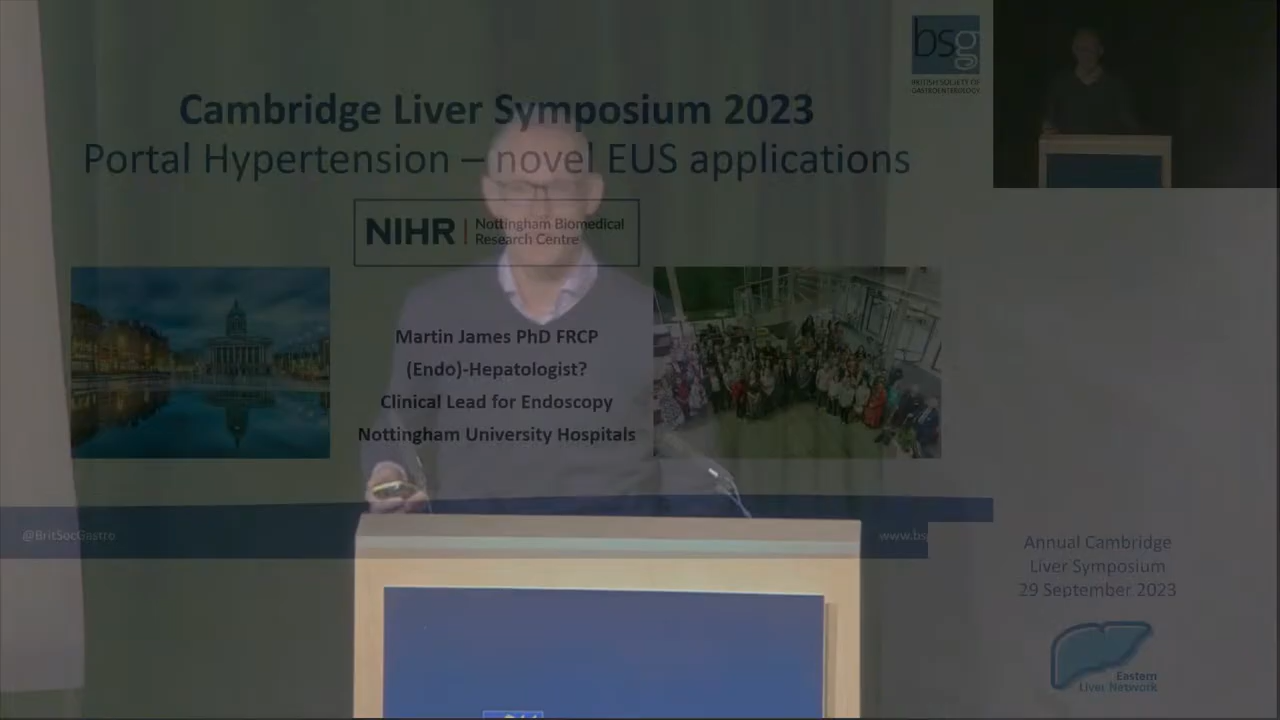 bsg
BRITISH SOCIETY OF
GASTROENTEROLOGY
Cambridge Liver Symposium 2023
Portal Hypertension – novel EUS applications
NIHR
Nottingham Biomedical
Research Centre
Martin James PhD FRCP
(Endo)-Hepatologist?
Clinical Lead for Endoscopy
Nottingham University Hospitals
@BritSocGastro
www.bs
Annual Cambridge
Liver Symposium
29 September 2023
Eastern
Liver Network